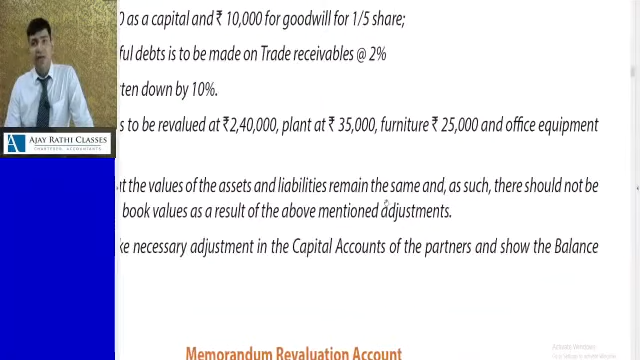 0 as a capital and ₹ 10,000 for goodwill for 1/5 share;
ful debts is to be made on Trade receivables @ 2%
tten down by 10%.
AJAY RATHI CLASSES
CHARTERED ACCOUNTANTS
s to be revalued at ₹2,40,000, plant at ₹ 35,000, furniture ₹ 25,000 and office equipment
t the values of the assets and liabilities remain the same and, as such, there should not be
book values as a result of the above mentioned adjustments.
ke necessary adjustment in the Capital Accounts of the partners and show the Balance
Activate Windows
Memorandum Revaluation Account